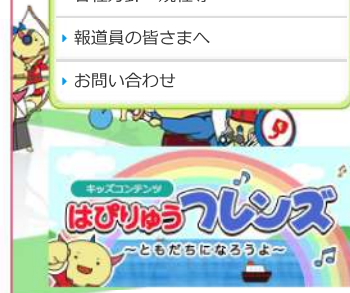 報道員の皆さまへ
お問い合わせ
キッズコンテンツ
はぴりゅうフレンズ
～ともだちになろうよ～